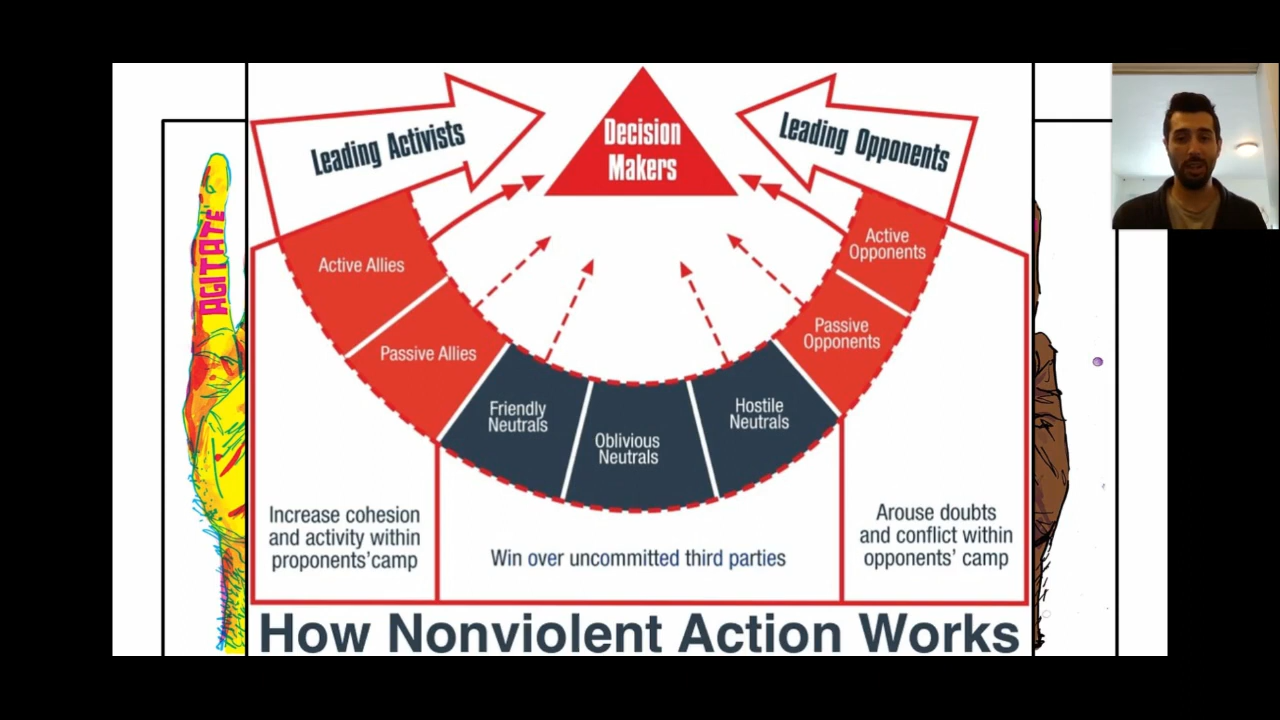 Leading Activists
Decision
Makers
Leading Opponents
AGITATE
Active Allies
Active
Opponents
Passive Allies
Passive
Opponents
Friendly
Neutrals
Oblivious
Neutrals
Hostile
Neutrals
Increase cohesion
and activity within
proponents'camp
Win over uncommitted third parties
Arouse doubts
and conflict within
opponents' camp
How Nonviolent Action Works